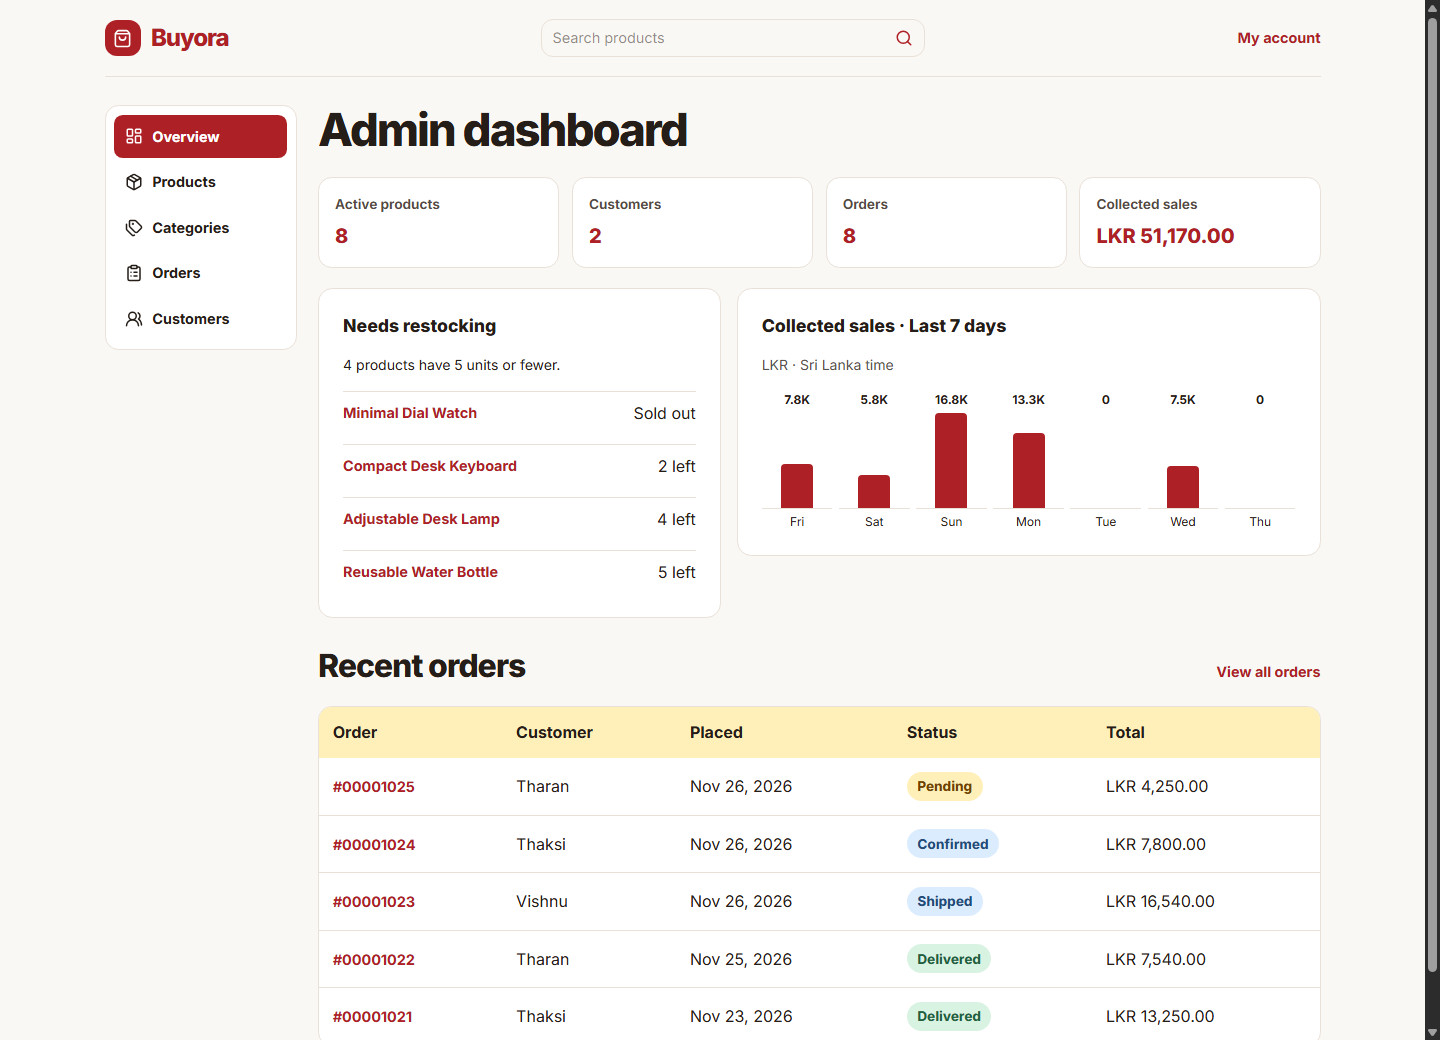 Buyora
Search products
My account
Overview
Products
Categories
Orders
Customers
Admin dashboard
Active products
8
Customers
2
Orders
8
Collected sales
LKR 51,170.00
Needs restocking
4 products have 5 units or fewer.
Minimal Dial Watch Sold out
Compact Desk Keyboard 2 left
Adjustable Desk Lamp 4 left
Reusable Water Bottle 5 left
Collected sales · Last 7 days
LKR · Sri Lanka time
7.8K 5.8K 16.8K 13.3K 0 7.5K 0
Fri Sat Sun Mon Tue Wed Thu
Recent orders
View all orders
Order Customer Placed Status Total
#00001025 Tharan Nov 26, 2026 Pending LKR 4,250.00
#00001024 Thaksi Nov 26, 2026 Confirmed LKR 7,800.00
#00001023 Vishnu Nov 26, 2026 Shipped LKR 16,540.00
#00001022 Tharan Nov 25, 2026 Delivered LKR 7,540.00
#00001021 Thaksi Nov 23, 2026 Delivered LKR 13,250.00